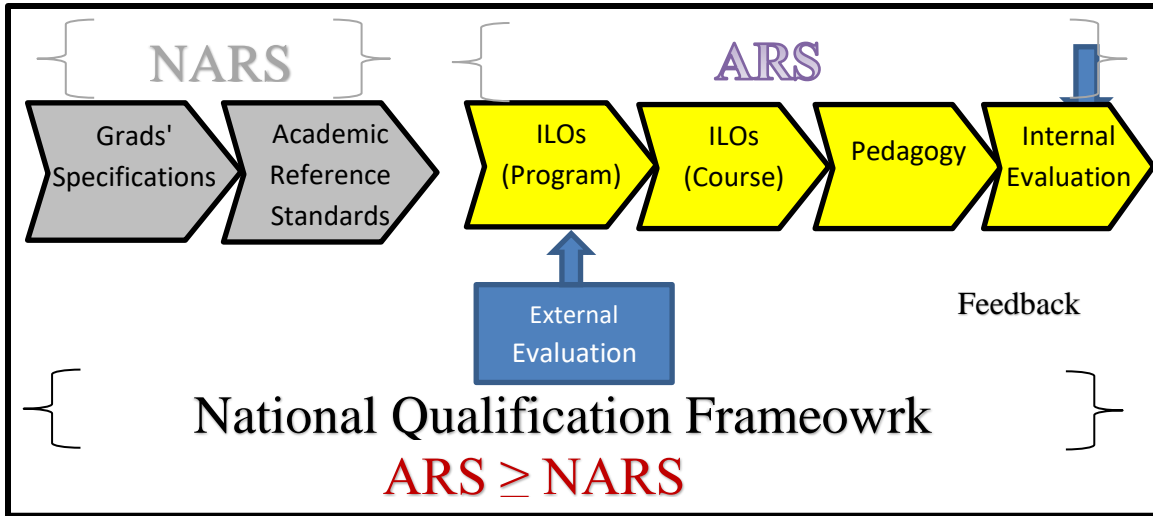 NARS
ARS
Grads'
Specifications
Academic
Reference
Standards
ILOs
(Program)
ILOs
(Course)
Pedagogy
Internal
Evaluation
External
Evaluation
Feedback
National Qualification Frameowrk
ARS ≥ NARS